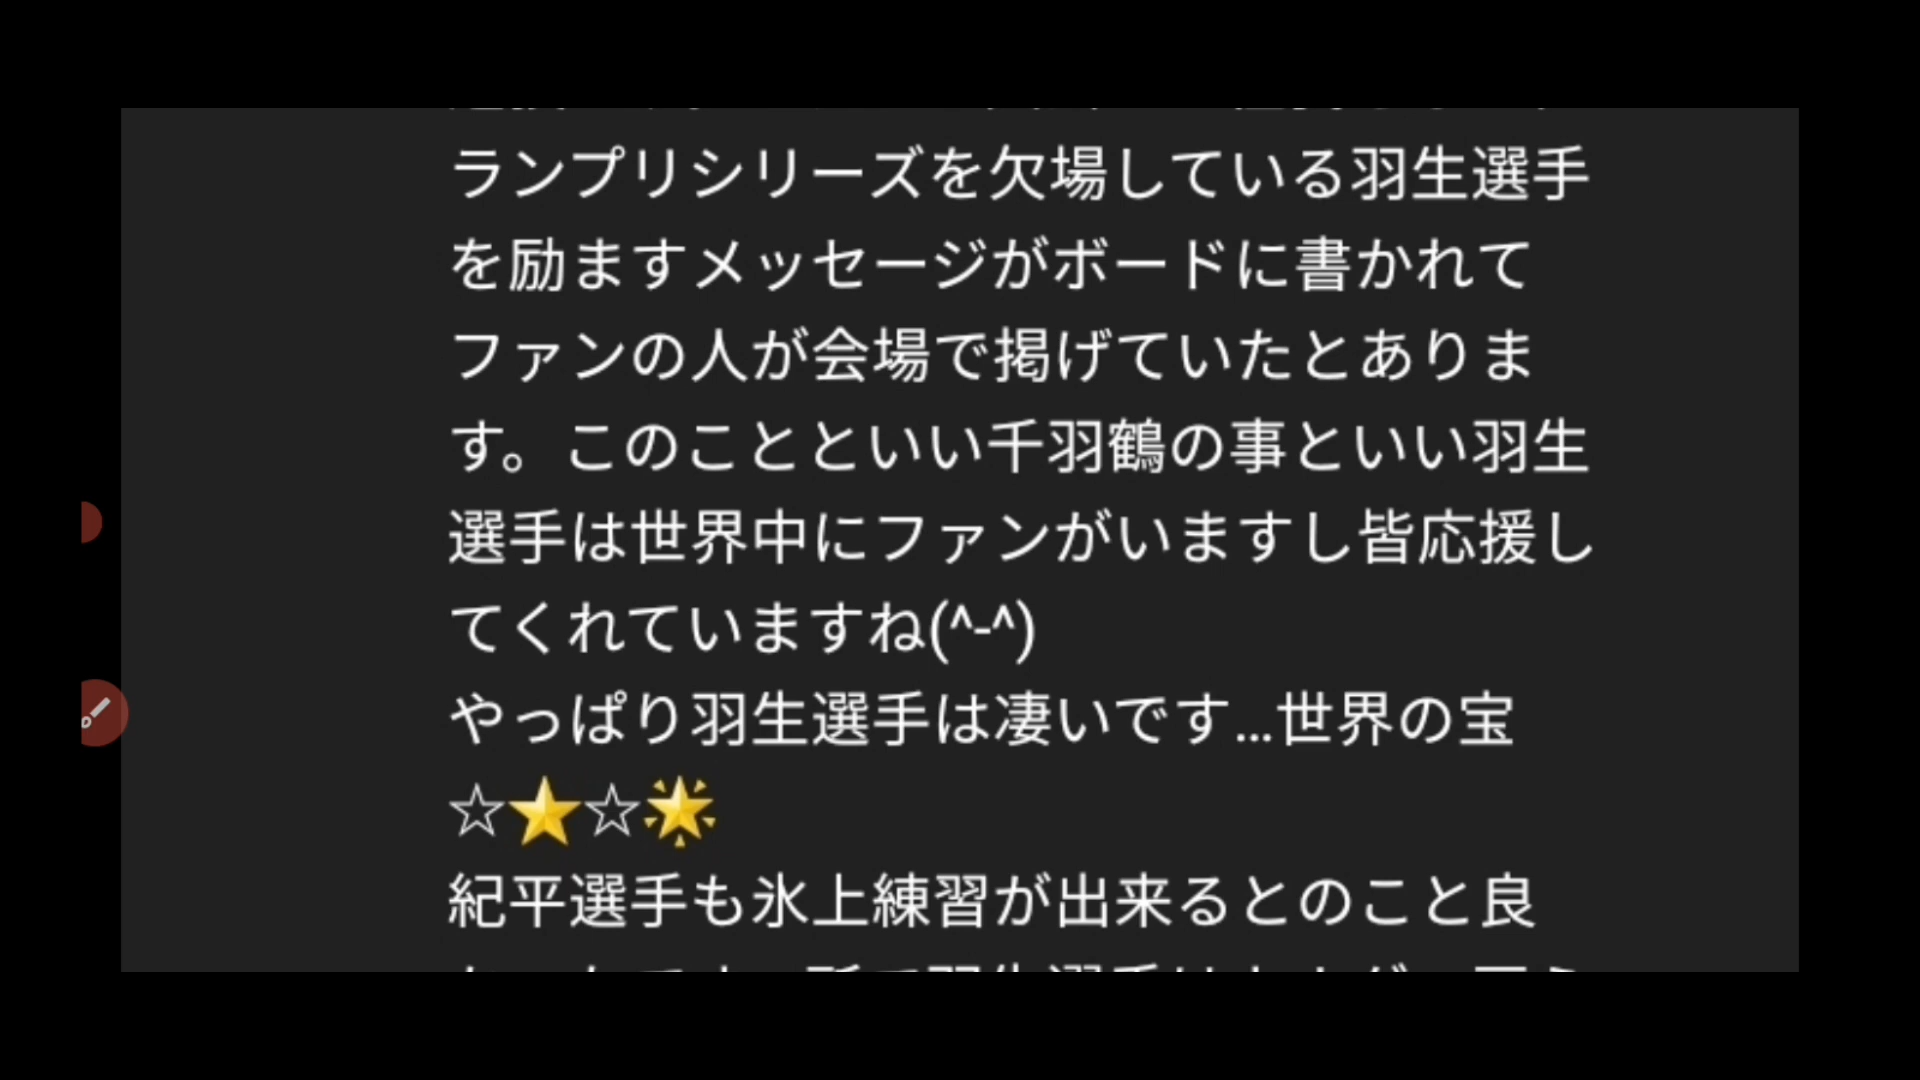 ランプリシリーズを欠場している羽生選手
を励ますメッセージがボードに書かれて
ファンの人が会場で掲げていたとありま
す。このことといい千羽鶴の事といい羽生
選手は世界中にファンがいますし皆応援し
てくれていますね(^-^)
やっぱり羽生選手は凄いです...世界の宝
☆⭐☆🌟
紀平選手も氷上練習が出来るとのこと良